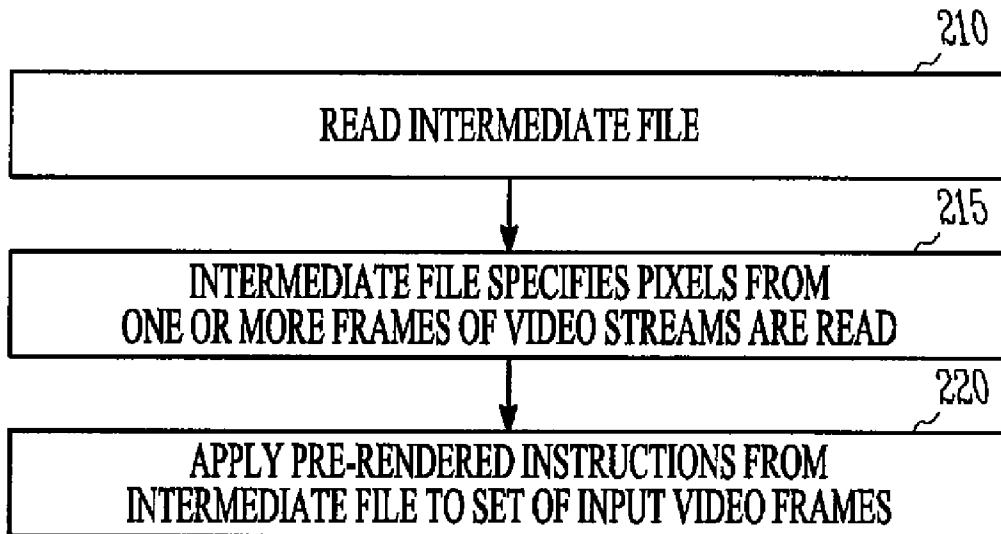 210
READ INTERMEDIATE FILE
215
INTERMEDIATE FILE SPECIFIES PIXELS FROM
ONE OR MORE FRAMES OF VIDEO STREAMS ARE READ
220
APPLY PRE-RENDERED INSTRUCTIONS FROM
INTERMEDIATE FILE TO SET OF INPUT VIDEO FRAMES